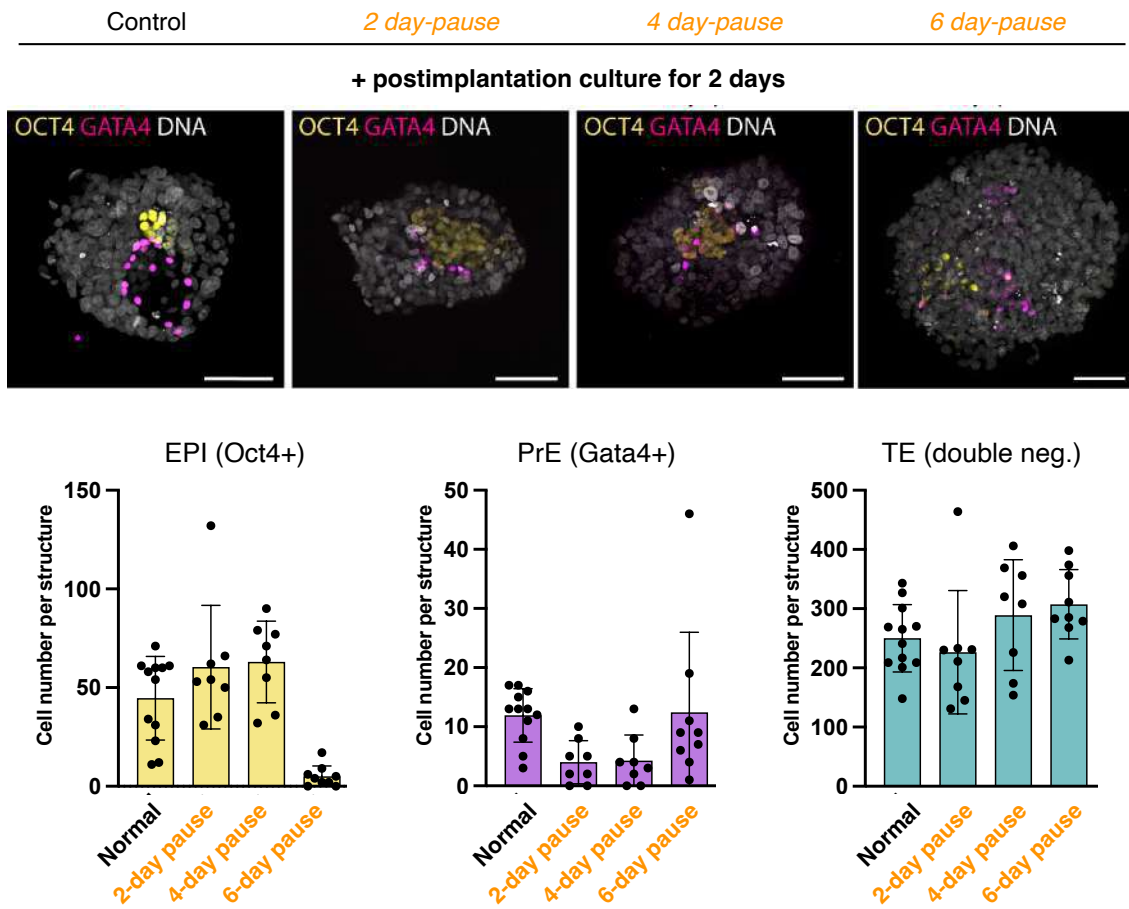 Control 2 day-pause 4 day-pause 6 day-pause
+ postimplantation culture for 2 days
OCT4 GATA4 DNA OCT4 GATA4 DNA OCT4 GATA4 DNA OCT4 GATA4 DNA
EPI (Oct4+)
Cell number per structure
150
100
50
0
Normal
2-day pause
4-day pause
6-day pause
PrE (Gata4+)
Cell number per structure
50
40
30
20
10
0
Normal
2-day pause
4-day pause
6-day pause
TE (double neg.)
Cell number per structure
500
400
300
200
100
0
Normal
2-day pause
4-day pause
6-day pause